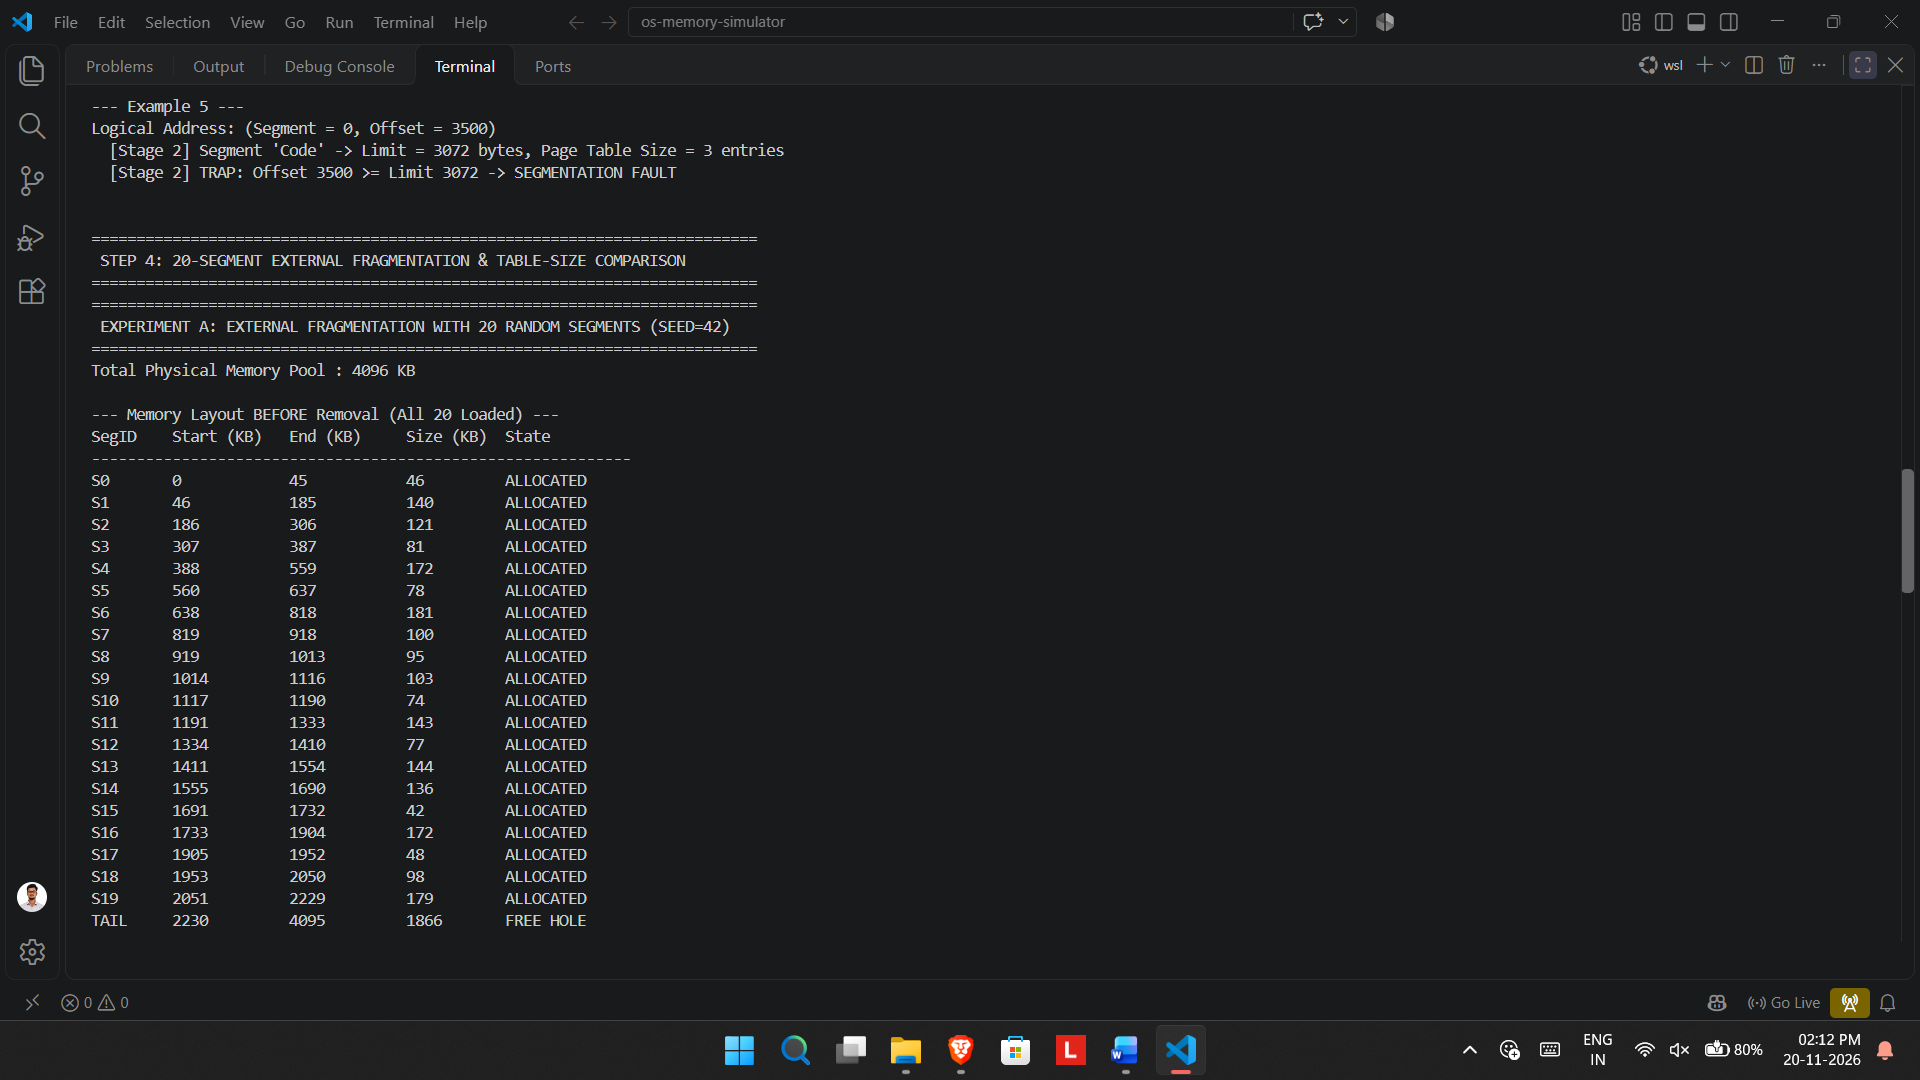 File Edit Selection View Go Run Terminal Help os-memory-simulator
Problems Output Debug Console Terminal Ports wsl
--- Example 5 ---
Logical Address: (Segment = 0, Offset = 3500)
[Stage 2] Segment 'Code' -> Limit = 3072 bytes, Page Table Size = 3 entries
[Stage 2] TRAP: Offset 3500 >= Limit 3072 -> SEGMENTATION FAULT
==========================================================================
STEP 4: 20-SEGMENT EXTERNAL FRAGMENTATION & TABLE-SIZE COMPARISON
==========================================================================
==========================================================================
EXPERIMENT A: EXTERNAL FRAGMENTATION WITH 20 RANDOM SEGMENTS (SEED=42)
==========================================================================
Total Physical Memory Pool : 4096 KB
--- Memory Layout BEFORE Removal (All 20 Loaded) ---
SegID Start (KB) End (KB) Size (KB) State
------------------------------------------------------------
S0 0 45 46 ALLOCATED
S1 46 185 140 ALLOCATED
S2 186 306 121 ALLOCATED
S3 307 387 81 ALLOCATED
S4 388 559 172 ALLOCATED
S5 560 637 78 ALLOCATED
S6 638 818 181 ALLOCATED
S7 819 918 100 ALLOCATED
S8 919 1013 95 ALLOCATED
S9 1014 1116 103 ALLOCATED
S10 1117 1190 74 ALLOCATED
S11 1191 1333 143 ALLOCATED
S12 1334 1410 77 ALLOCATED
S13 1411 1554 144 ALLOCATED
S14 1555 1690 136 ALLOCATED
S15 1691 1732 42 ALLOCATED
S16 1733 1904 172 ALLOCATED
S17 1905 1952 48 ALLOCATED
S18 1953 2050 98 ALLOCATED
S19 2051 2229 179 ALLOCATED
TAIL 2230 4095 1866 FREE HOLE
0 0 Go Live
L W ENG 80% 02:12 PM
IN 20-11-2026